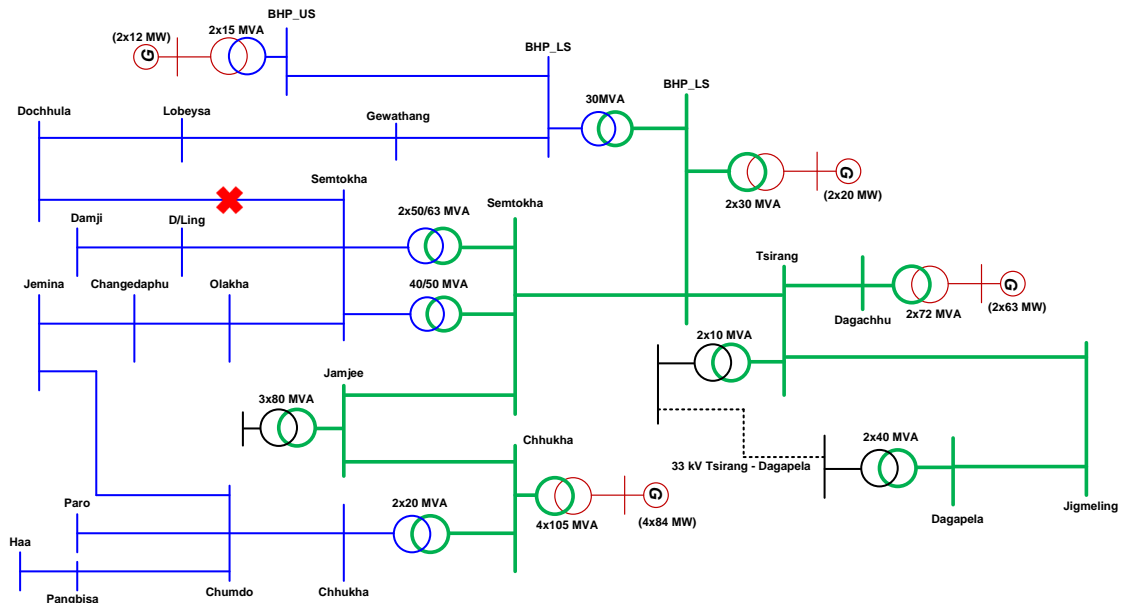 BHP_US
(2x12 MW)
2x15 MVA
G
BHP_LS
BHP_LS
30MVA
Dochhula
Lobeysa
Gewathang
G
2x30 MVA
(2x20 MW)
Semtokha
Semtokha
2x50/63 MVA
Damji
D/Ling
Tsirang
Jemina
Changedaphu
Olakha
40/50 MVA
G
Dagachhu
2x72 MVA
(2x63 MW)
2x10 MVA
Jamjee
3x80 MVA
Chhukha
2x40 MVA
33 kV Tsirang - Dagapela
G
Paro
2x20 MVA
4x105 MVA
(4x84 MW)
Dagapela
Jigmeling
Haa
Pangbisa
Chumdo
Chhukha